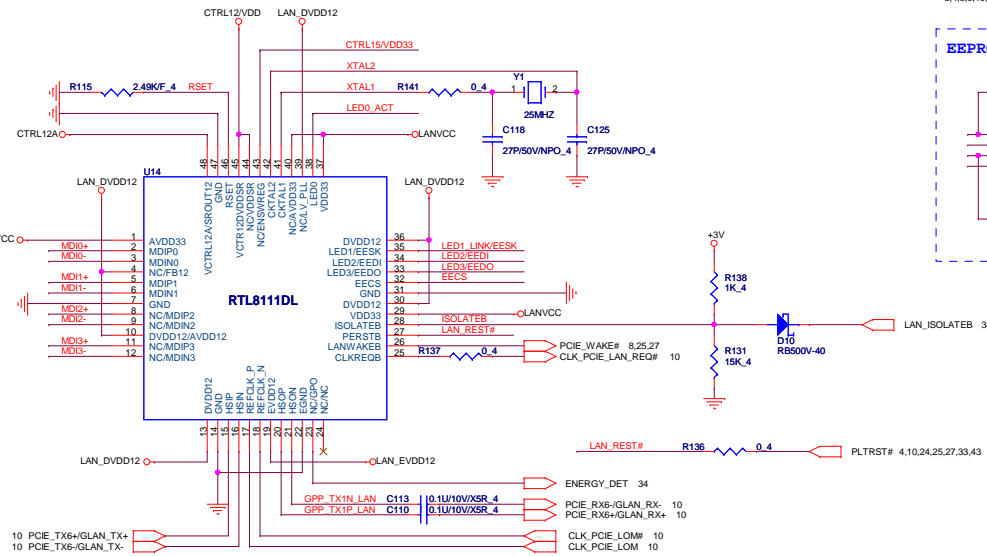 CTRL12/VDD LAN_DVDD12
CTRL15/VDD33
XTAL2
R115 2.49K/F_4 RSET XTAL1 R141 0_4 Y1
1 2
25MHZ
LED0_ACT
CTRL12A LANVCC
C118 C125
27P/50V/NPO_4 27P/50V/NPO_4
48 47 46 45 44 43 42 41 40 39 38 37
U14
LAN_DVDD12 LAN_DVDD12
VCTRL12A/SROUT12
GND
RSET
VCTR12DVDDSR
NC/VDDSR
NC/ENSWREG
CKTAL2
CKTAL1
NC/AVDD33
NC/LV_PLL
LED0
VDD33
EEPR
+3V
CC
1 AVDD33 DVDD12 36
MDI0+ 2 MDIP0 LED1/EESK 35 LED1_LINK/EESK
MDI0- 3 MDIN0 LED2/EEDI 34 LED2/EEDI
4 NC/FB12 LED3/EEDO 33 LED3/EEDO
MDI1+ 5 MDIP1 EECS 32 EECS
MDI1- 6 MDIN1 GND 31
7 GND DVDD12 30
MDI2+ 8 NC/MDIP2 VDD33 29 LANVCC
MDI2- 9 NC/MDIN2 ISOLATEB 28 ISOLATEB
10 DVDD12/AVDD12 PERSTB 27 LAN_REST#
MDI3+ 11 NC/MDIP3 LANWAKEB 26 PCIE_WAKE# 8,25,27
MDI3- 12 NC/MDIN3 CLKREQB 25 R137 0_4 CLK_PCIE_LAN_REQ# 10
RTL8111DL
R138
1K_4
LAN_ISOLATEB 3
D10
RB500V-40
R131
15K_4
DVDD12
GND
HSIP
HSIN
REFCLK_P
REFCLK_N
EVDD12
HSOP
HSON
EGND
NC/GPO
NC/NC
13 14 15 16 17 18 19 20 21 22 23 24
LAN_DVDD12 LAN_EVDD12
LAN_REST# R136 0_4 PLTRST# 4,10,24,25,27,33,43
ENERGY_DET 34
GPP_TX1N_LAN C113 0.1U/10V/X5R_4 PCIE_RX6-/GLAN_RX- 10
GPP_TX1P_LAN C110 0.1U/10V/X5R_4 PCIE_RX6+/GLAN_RX+ 10
10 PCIE_TX6+/GLAN_TX+ CLK_PCIE_LOM# 10
10 PCIE_TX6-/GLAN_TX- CLK_PCIE_LOM 10